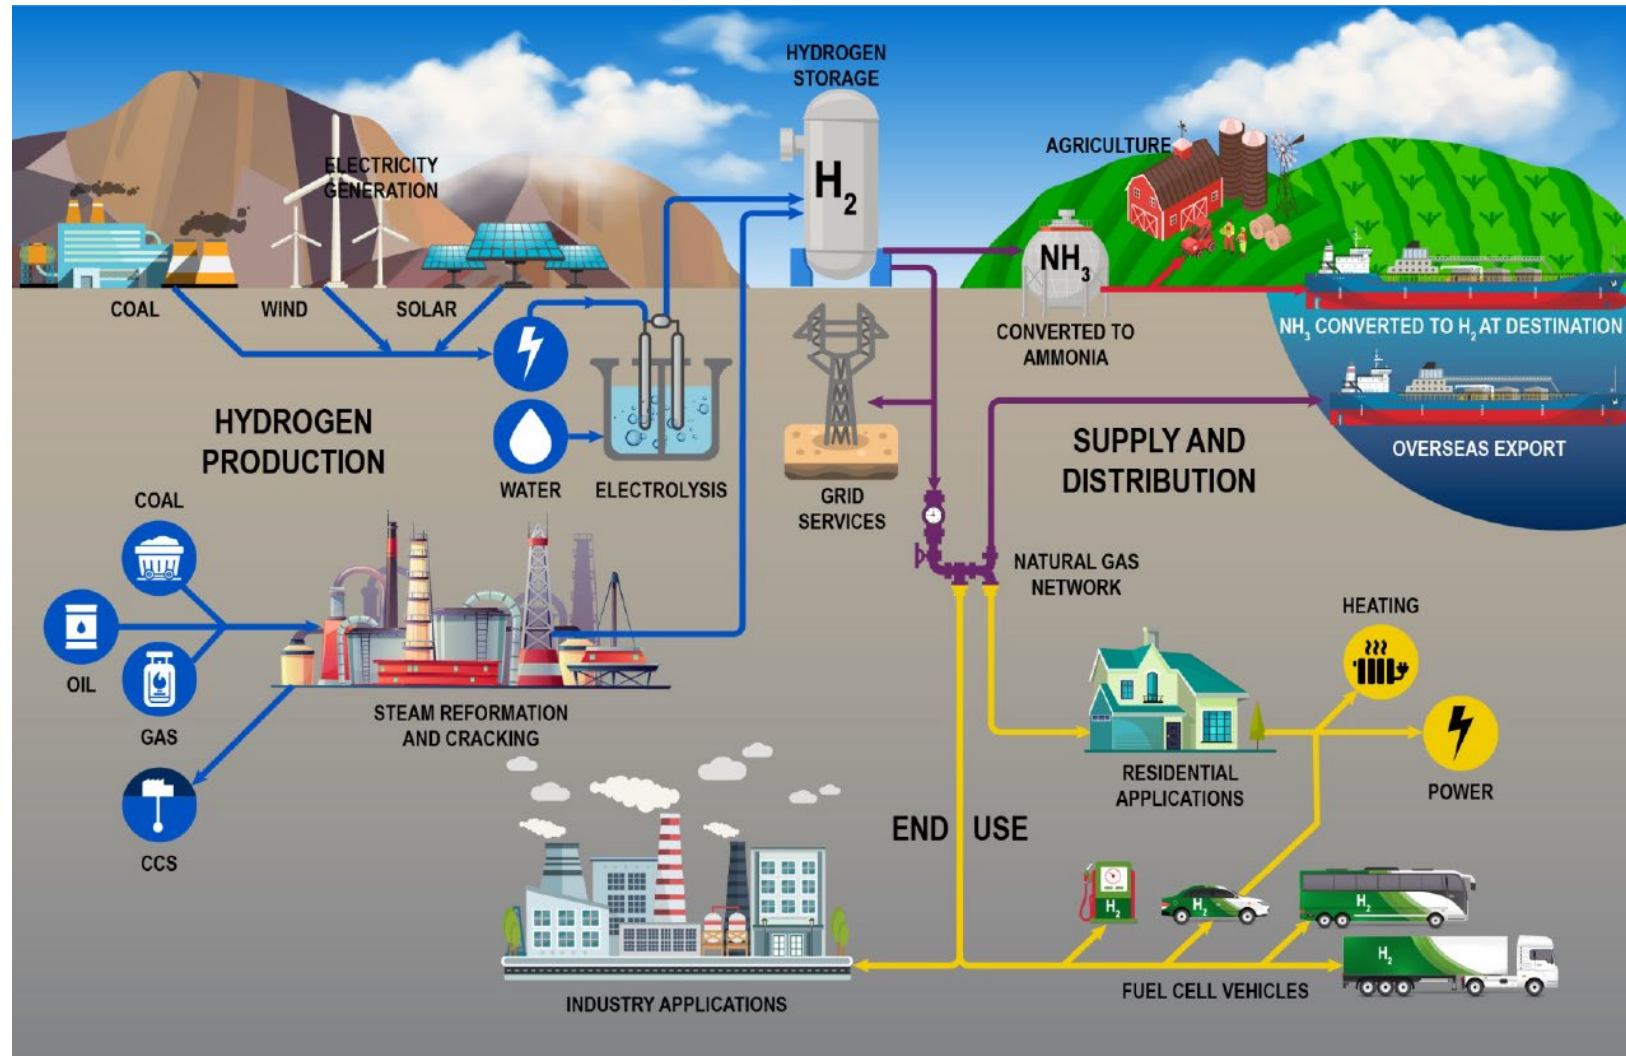 HYDROGEN
STORAGE
H2
ELECTRICITY
GENERATION
AGRICULTURE
NH3
COAL
WIND
SOLAR
CONVERTED TO
AMMONIA
NH3 CONVERTED TO H2 AT DESTINATION
HYDROGEN
PRODUCTION
SUPPLY AND
DISTRIBUTION
OVERSEAS EXPORT
WATER
ELECTROLYSIS
GRID
SERVICES
COAL
OIL
GAS
CCS
STEAM REFORMATION
AND CRACKING
NATURAL GAS
NETWORK
HEATING
RESIDENTIAL
APPLICATIONS
POWER
END USE
H2
H2
H2
H2
FUEL CELL VEHICLES
INDUSTRY APPLICATIONS